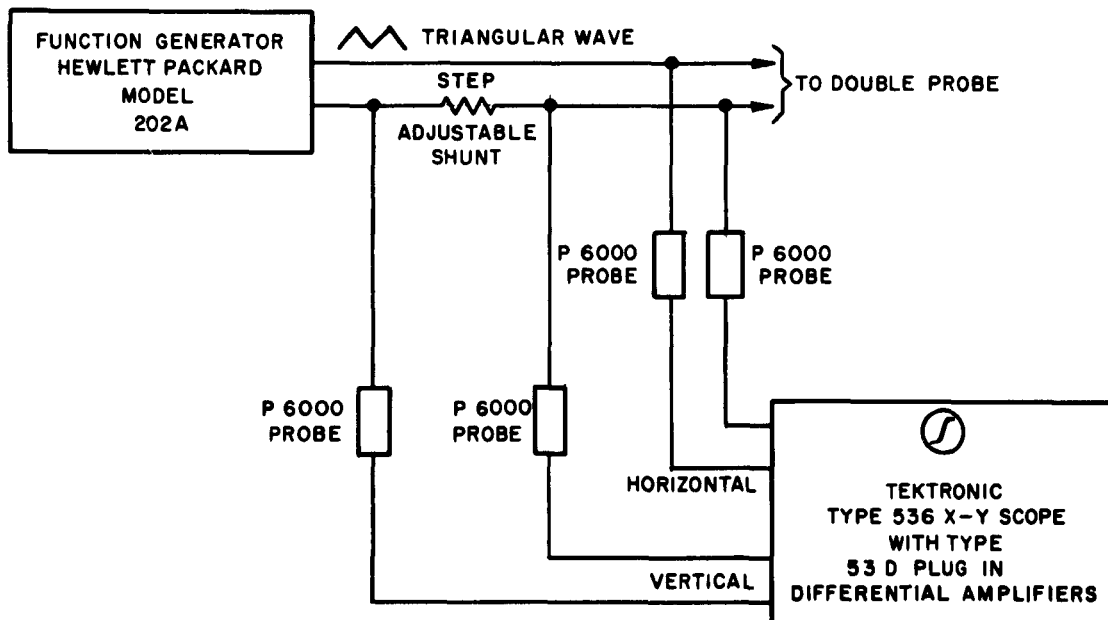 FUNCTION GENERATOR
HEWLETT PACKARD
MODEL
202A
TRIANGULAR WAVE
STEP
ADJUSTABLE
SHUNT
TO DOUBLE PROBE
P 6000
PROBE
P 6000
PROBE
P 6000
PROBE
P 6000
PROBE
HORIZONTAL
VERTICAL
TEKTRONIC
TYPE 536 X-Y SCOPE
WITH TYPE
53 D PLUG IN
DIFFERENTIAL AMPLIFIERS